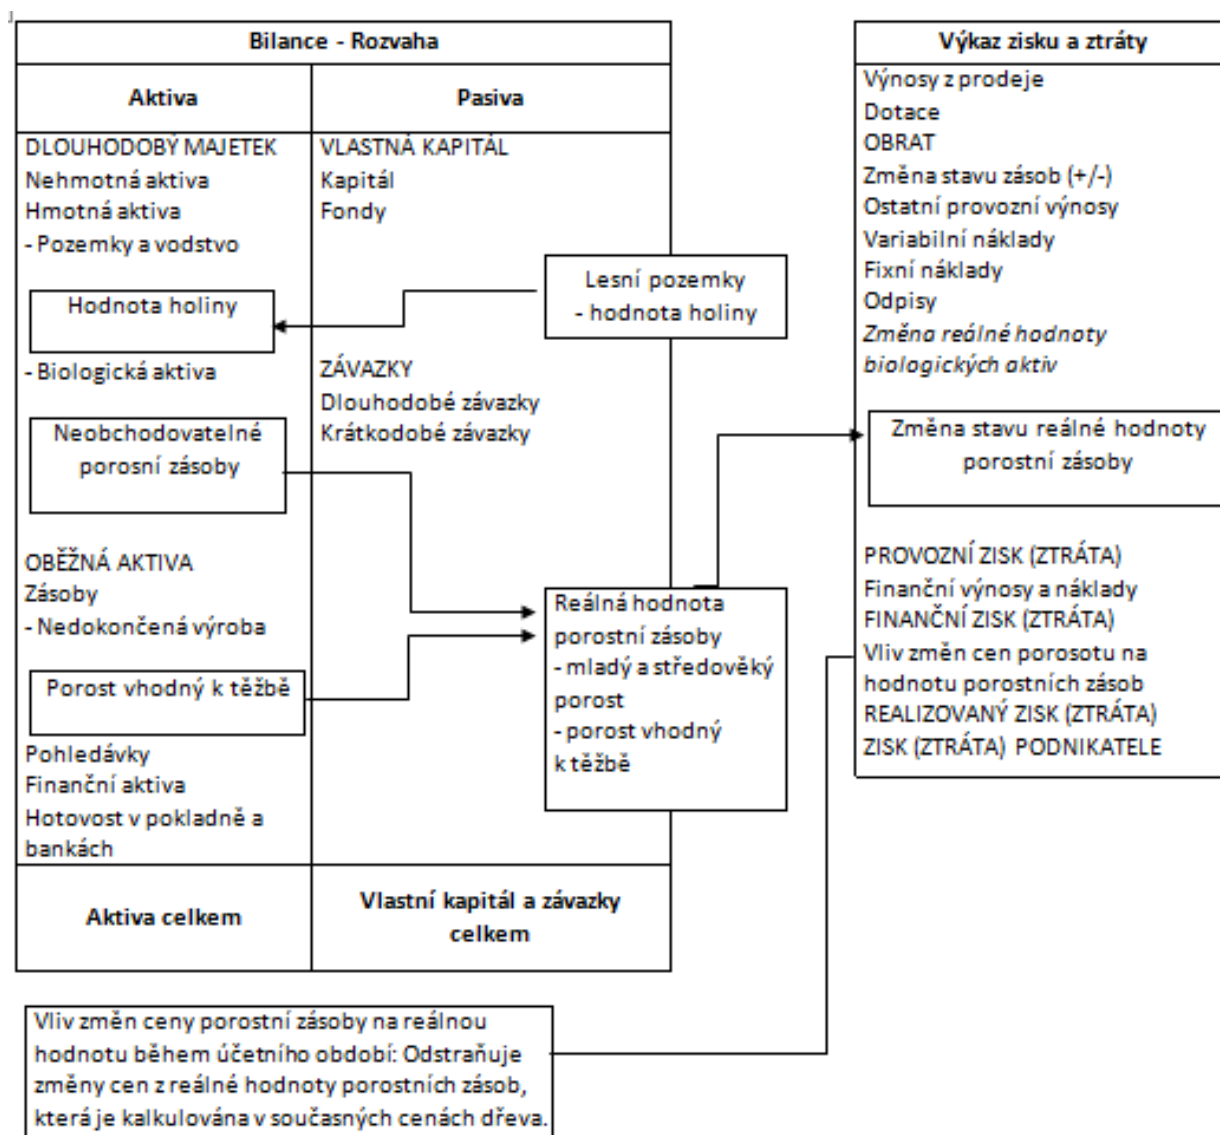 Bilance - Rozvaha
Aktiva
Pasiva
DLOUHODOBÝ MAJETEK
Nehmotná aktiva
Hmotná aktiva
- Pozemky a vodstvo
Hodnota holiny
- Biologická aktiva
Neobchodovatelné
porosní zásoby
OBĚŽNÁ AKTIVA
Zásoby
- Nedokončená výroba
Porost vhodný k těžbě
Pohledávky
Finanční aktiva
Hotovost v pokladně a
bankách
Aktiva celkem
VLASTNÁ KAPITÁL
Kapitál
Fondy
Lesní pozemky
- hodnota holiny
ZÁVAZKY
Dlouhodobé závazky
Krátkodobé závazky
Reálná hodnota
porostní zásoby
- mladý a středověký
porost
- porost vhodný
k těžbě
Vlastní kapitál a závazky
celkem
Výkaz zisku a ztráty
Výnosy z prodeje
Dotace
OBRAT
Změna stavu zásob (+/-)
Ostatní provozní výnosy
Variabilní náklady
Fixní náklady
Odpisy
Změna reálné hodnoty
biologických aktiv
Změna stavu reálné hodnoty
porostní zásoby
PROVOZNÍ ZISK (ZTRÁTA)
Finanční výnosy a náklady
FINANČNÍ ZISK (ZTRÁTA)
Vliv změn cen porosotu na
hodnotu porostních zásob
REALIZOVANÝ ZISK (ZTRÁTA)
ZISK (ZTRÁTA) PODNIKATELE
Vliv změn ceny porostní zásoby na reálnou
hodnotu během účetního období: Odstraňuje
změny cen z reálné hodnoty porostních zásob,
která je kalkulována v současných cenách dřeva.